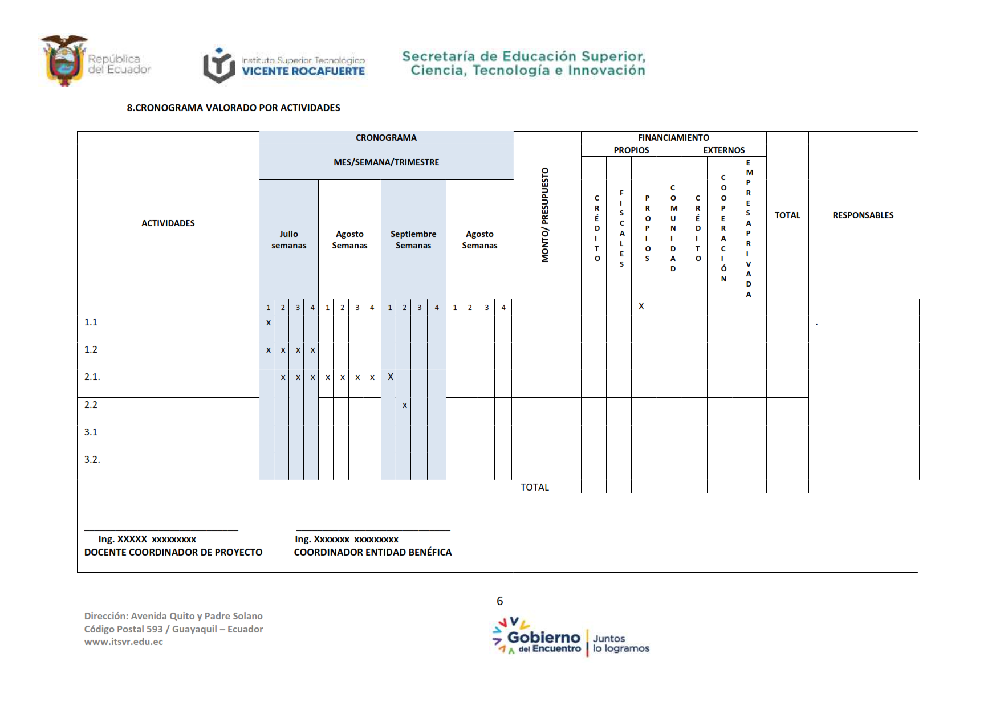 República
del Ecuador
Instituto Superior Tecnológico
VICENTE ROCAFUERTE
Secretaría de Educación Superior,
Ciencia, Tecnología e Innovación
8.CRONOGRAMA VALORADO POR ACTIVIDADES
ACTIVIDADES
CRONOGRAMA
MES/SEMANA/TRIMESTRE
MONTO/ PRESUPUESTO
FINANCIAMIENTO
PROPIOS
EXTERNOS
TOTAL
RESPONSABLES
Julio
semanas
Agosto
Semanas
Septiembre
Semanas
Agosto
Semanas
CRÉDITO
FISCALES
PROPIOS
COMUNIDAD
CRÉDITO
COOPERACIÓN
EMPRESAPRIVADA
1 2 3 4 1 2 3 4 1 2 3 4 1 2 3 4 X
1.1 x .
1.2 x x x x
2.1. x x x x x x x X
2.2 x
3.1
3.2.
TOTAL
______________________________ ______________________________
Ing. XXXXX xxxxxxxxx Ing. Xxxxxxx xxxxxxxxx
DOCENTE COORDINADOR DE PROYECTO COORDINADOR ENTIDAD BENÉFICA
6
Dirección: Avenida Quito y Padre Solano
Código Postal 593 / Guayaquil – Ecuador
www.itsvr.edu.ec
Gobierno
del Encuentro
Juntos
lo logramos